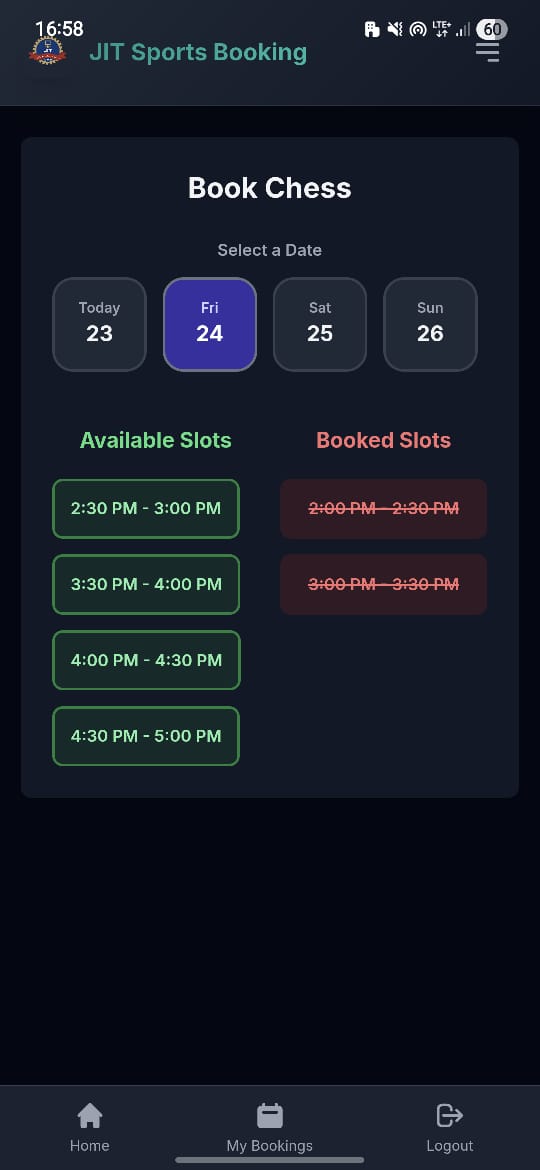 16:58
LTE+
60
JIT Sports Booking
Book Chess
Select a Date
Today
23
Fri
24
Sat
25
Sun
26
Available Slots
2:30 PM - 3:00 PM
3:30 PM - 4:00 PM
4:00 PM - 4:30 PM
4:30 PM - 5:00 PM
Booked Slots
2:00 PM - 2:30 PM
3:00 PM - 3:30 PM
Home
My Bookings
Logout